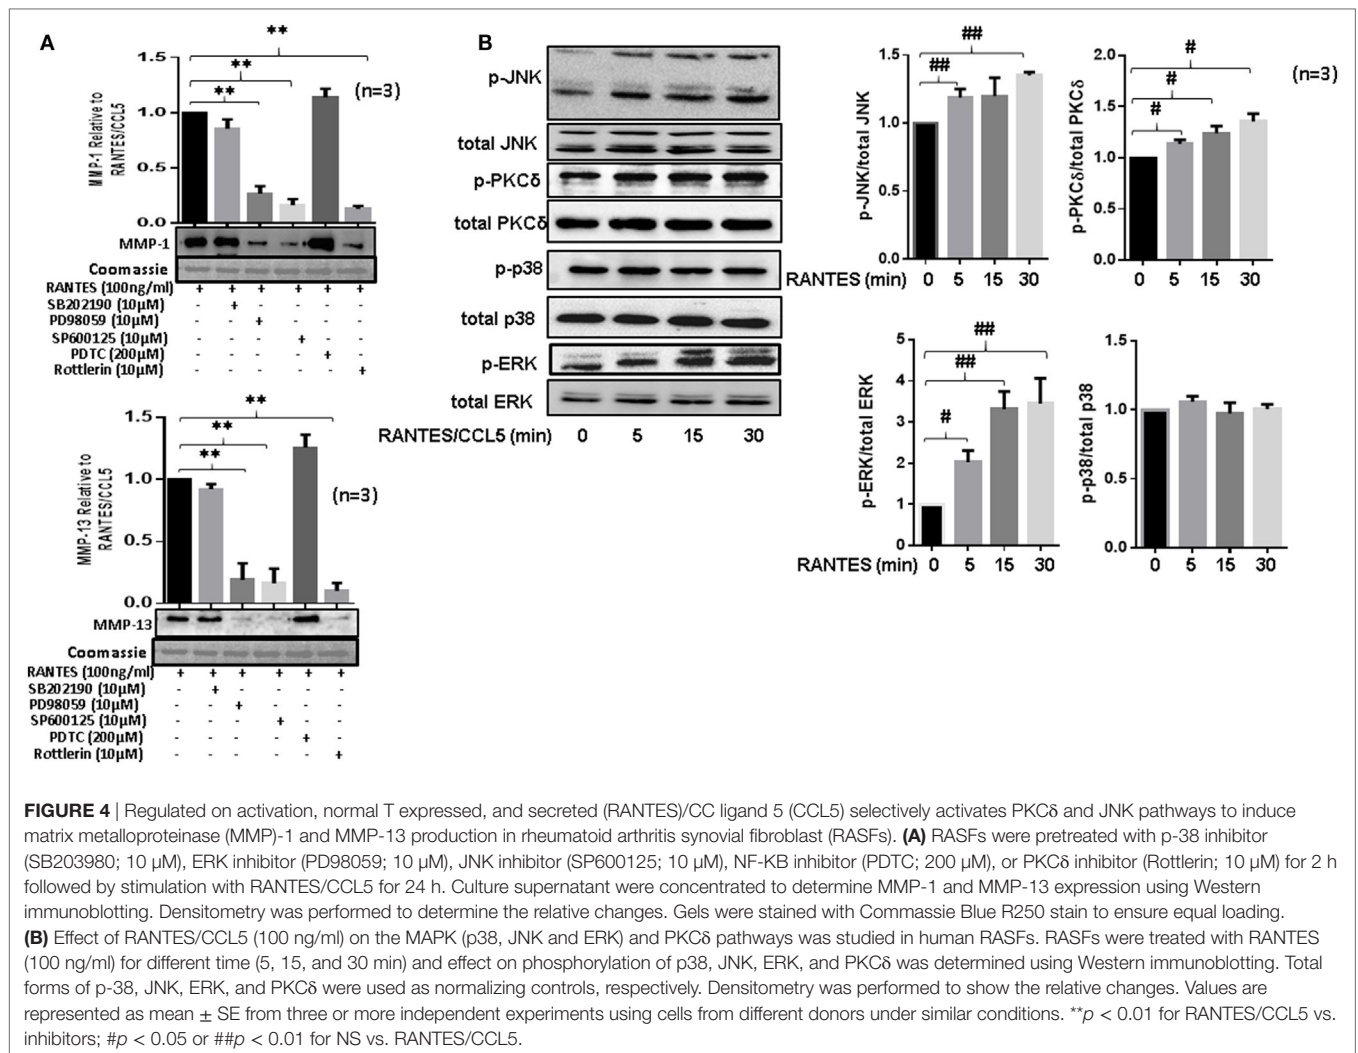 A
**
**
**
(n=3)
MMP-1 Relative to
RANTES/CCL5
1.5
1.0
0.5
0.0
MMP-1
Coomassie
RANTES (100ng/ml) + + + + + +
SB202190 (10µM) - + - - - -
PD98059 (10µM) - - + - - -
SP600125 (10µM) - - - + - -
PDTC (200µM) - - - - + -
Rottlerin (10µM) - - - - - +
**
**
**
(n=3)
MMP-13 Relative to
RANTES/CCL5
1.5
1.0
0.5
0.0
MMP-13
Coomassie
RANTES (100ng/ml) + + + + + +
SB202190 (10µM) - + - - - -
PD98059 (10µM) - - + - - -
SP600125 (10µM) - - - + - -
PDTC (200µM) - - - - + -
Rottlerin (10µM) - - - - - +
B
p-JNK
total JNK
p-PKCδ
total PKCδ
p-p38
total p38
p-ERK
total ERK
RANTES/CCL5 (min) 0 5 15 30
p-JNK/total JNK
1.5
1.0
0.5
0.0
##
##
RANTES (min) 0 5 15 30
p-PKCδ/total PKCδ
2.0
1.5
1.0
0.5
0.0
#
#
#
(n=3)
0 5 15 30
p-ERK/total ERK
5
4
3
2
1
0
##
##
#
RANTES (min) 0 5 15 30
p-p38/total p38
1.5
1.0
0.5
0.0
0 5 15 30
FIGURE 4 | Regulated on activation, normal T expressed, and secreted (RANTES)/CC ligand 5 (CCL5) selectively activates PKCδ and JNK pathways to induce
matrix metalloproteinase (MMP)-1 and MMP-13 production in rheumatoid arthritis synovial fibroblast (RASFs). (A) RASFs were pretreated with p-38 inhibitor
(SB203980; 10 µM), ERK inhibitor (PD98059; 10 µM), JNK inhibitor (SP600125; 10 µM), NF-KB inhibitor (PDTC; 200 µM), or PKCδ inhibitor (Rottlerin; 10 µM) for 2 h
followed by stimulation with RANTES/CCL5 for 24 h. Culture supernatant were concentrated to determine MMP-1 and MMP-13 expression using Western
immunoblotting. Densitometry was performed to determine the relative changes. Gels were stained with Commassie Blue R250 stain to ensure equal loading.
(B) Effect of RANTES/CCL5 (100 ng/ml) on the MAPK (p38, JNK and ERK) and PKCδ pathways was studied in human RASFs. RASFs were treated with RANTES
(100 ng/ml) for different time (5, 15, and 30 min) and effect on phosphorylation of p38, JNK, ERK, and PKCδ was determined using Western immunoblotting. Total
forms of p-38, JNK, ERK, and PKCδ were used as normalizing controls, respectively. Densitometry was performed to show the relative changes. Values are
represented as mean ± SE from three or more independent experiments using cells from different donors under similar conditions. **p < 0.01 for RANTES/CCL5 vs.
inhibitors; #p < 0.05 or ##p < 0.01 for NS vs. RANTES/CCL5.